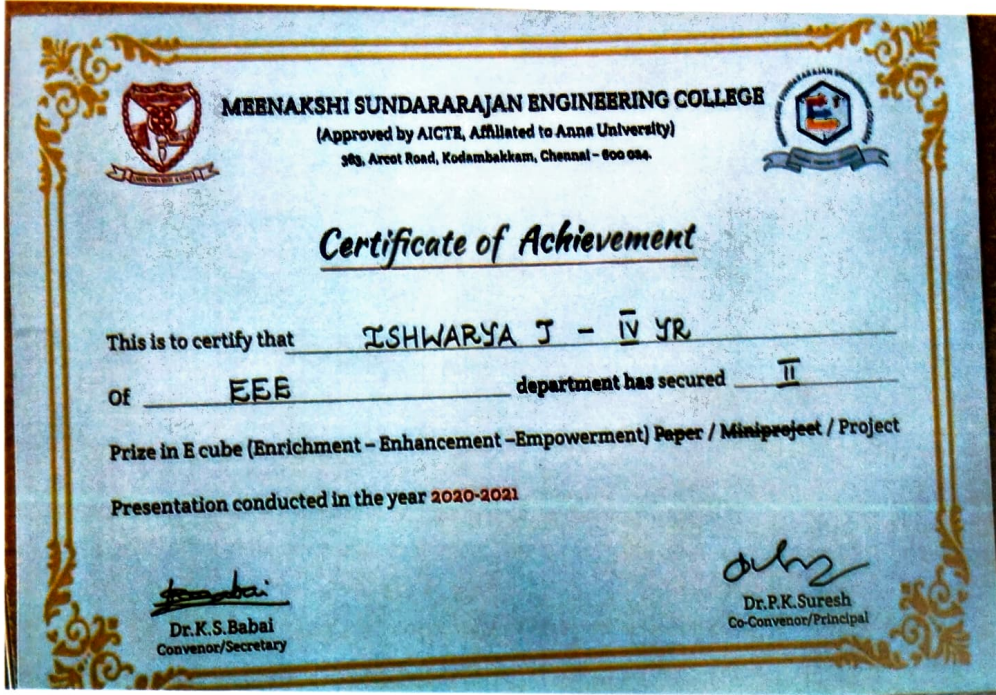 MEENAKSHI SUNDARARAJAN ENGINEERING COLLEGE
(Approved by AICTE, Affiliated to Anna University)
363, Arcot Road, Kodambakkam, Chennai – 600 024.
Certificate of Achievement
This is to certify that ISHWARYA J – IV YR
of EEE department has secured II
Prize in E cube (Enrichment – Enhancement –Empowerment) Paper / Miniproject / Project
Presentation conducted in the year 2020-2021
Dr.K.S.Babai
Convenor/Secretary
Dr.P.K.Suresh
Co-Convenor/Principal